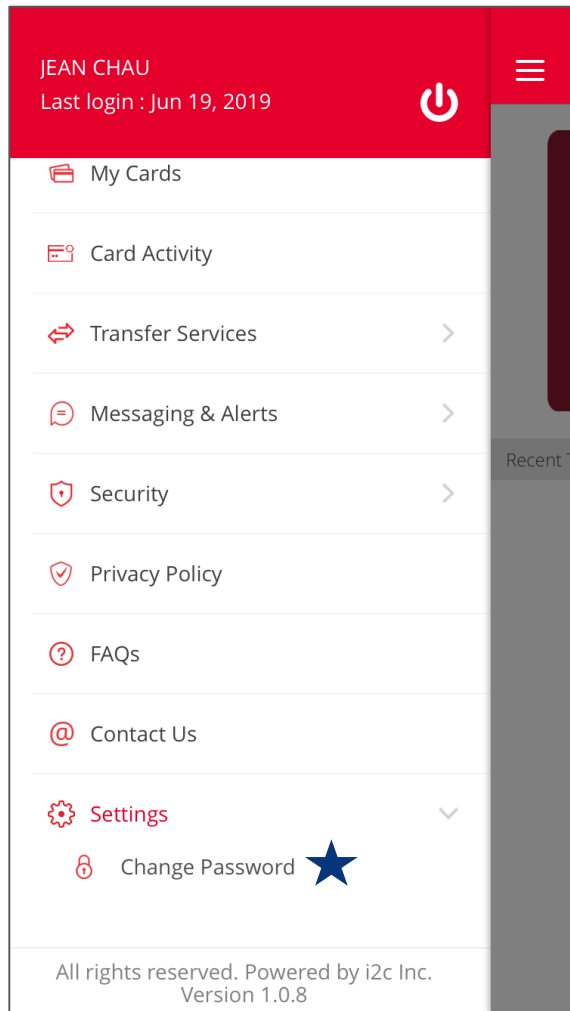 JEAN CHAU
Last login : Jun 19, 2019
My Cards
Card Activity
Transfer Services
Messaging & Alerts
Recent
Security
Privacy Policy
FAQs
Contact Us
Settings
Change Password
All rights reserved. Powered by i2c Inc.
Version 1.0.8